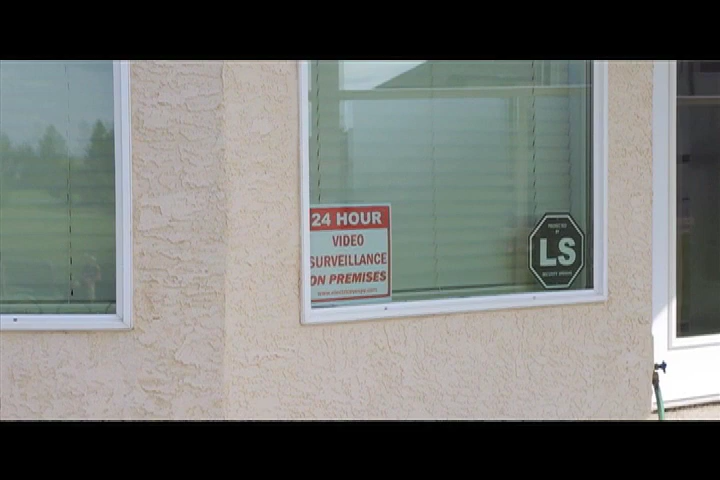 24 HOUR
VIDEO
SURVEILLANCE
ON PREMISES
LS